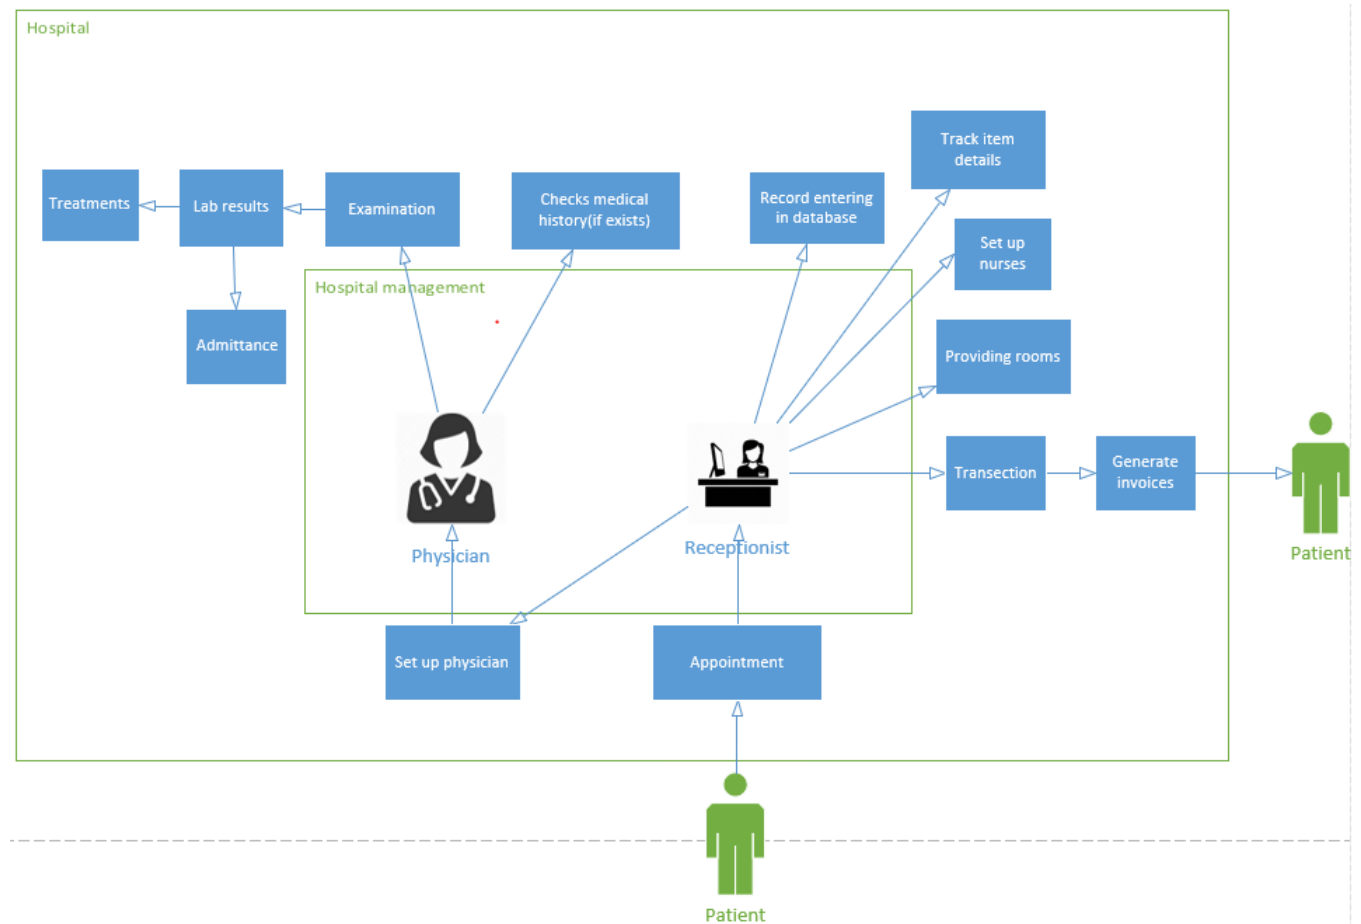 Hospital
Track item
details
Treatments
Lab results
Examination
Checks medical
history(if exists)
Record entering
in database
Set up
nurses
Hospital management
Admittance
Providing rooms
Transection
Generate
invoices
Physician
Receptionist
Patient
Set up physician
Appointment
Patient